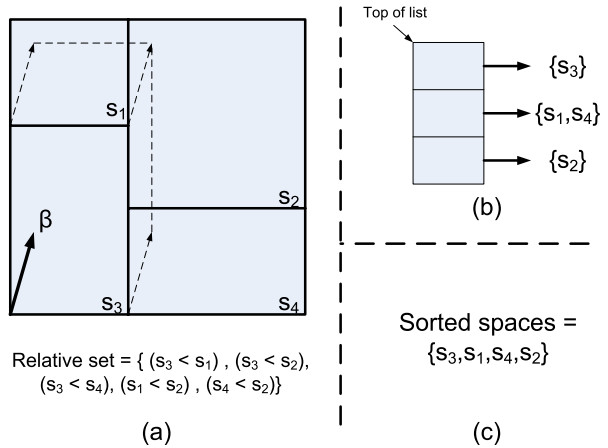 s₁
s₂
β
s₃
s₄
Relative set = { (s₃ < s₁) , (s₃ < s₂),
(s₃ < s₄), (s₁ < s₂) , (s₄ < s₂)}
(a)
Top of list
{s₃}
{s₁,s₄}
{s₂}
(b)
Sorted spaces =
{s₃,s₁,s₄,s₂}
(c)